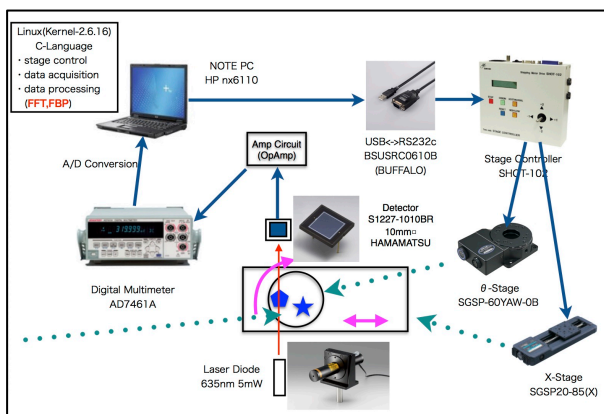 Linux(Kernel-2.6.16)
C-Language
・stage control
・data acquisition
・data processing
(FFT,FBP)
NOTE PC
HP nx6110
USB<->RS232c
BSUSRC0610B
(BUFFALO)
Stage Controller
SHOT-102
A/D Conversion
Amp Circuit
(OpAmp)
Detector
S1227-1010BR
10mm□
HAMAMATSU
Digital Multimeter
AD7461A
θ-Stage
SGSP-60YAW-0B
Laser Diode
635nm 5mW
X-Stage
SGSP20-85(X)